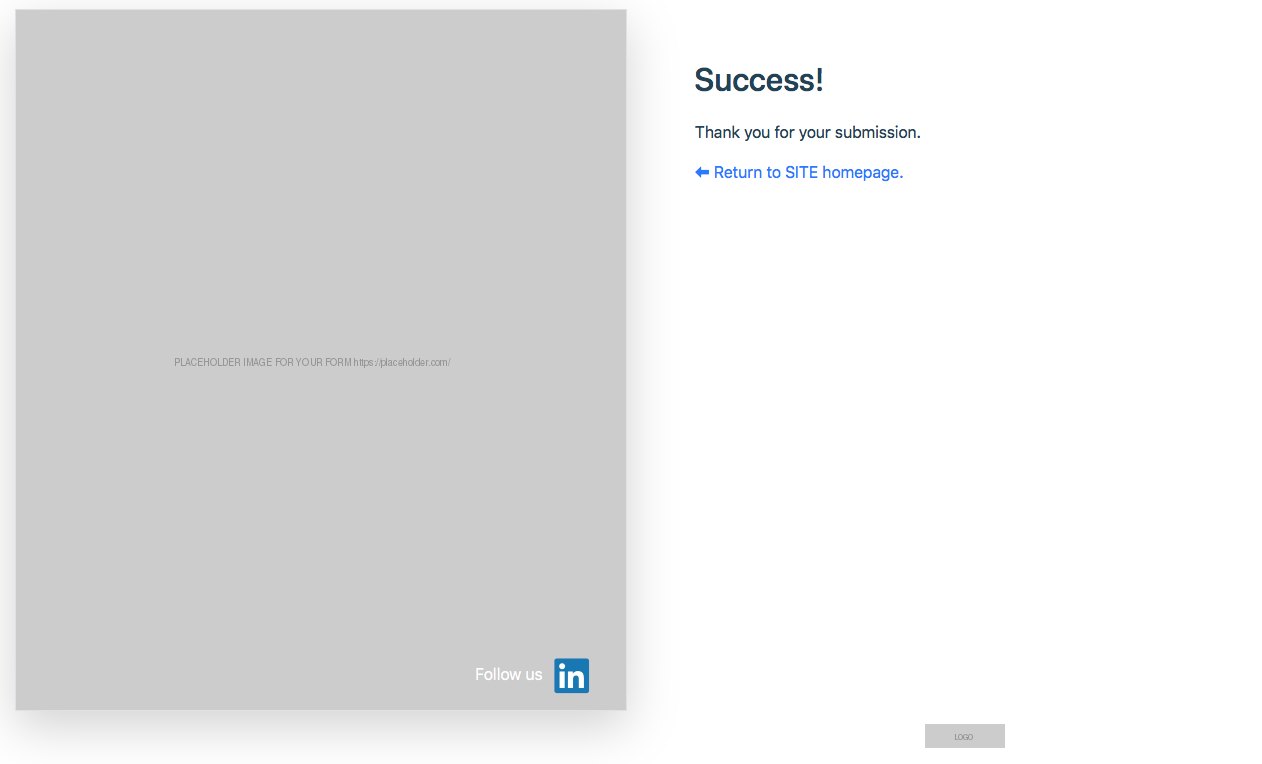 PLACEHOLDER IMAGE FOR YOUR FORM https://placeholder.com/
Follow us
in
Success!
Thank you for your submission.
Return to SITE homepage.
LOGO